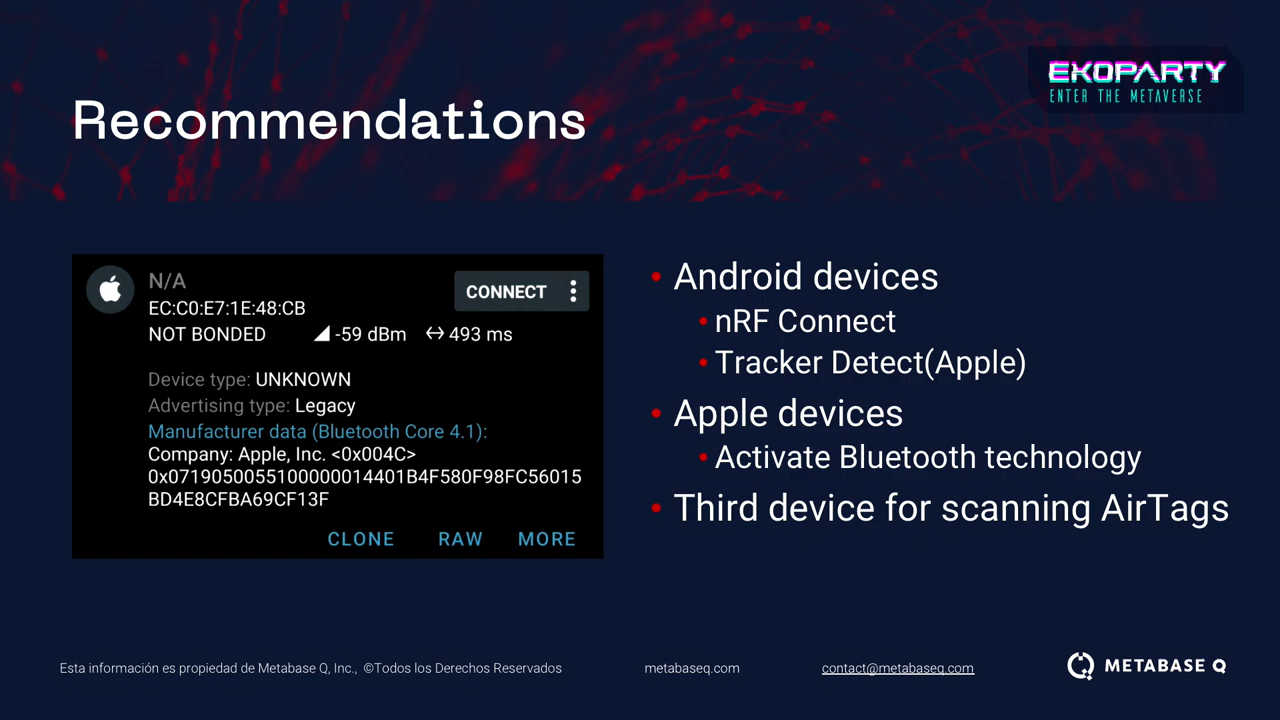 EKOPARTY
ENTER THE METAVERSE
Recommendations
N/A
EC:C0:E7:1E:48:CB
CONNECT
NOT BONDED -59 dBm 493 ms
Device type: UNKNOWN
Advertising type: Legacy
Manufacturer data (Bluetooth Core 4.1):
Company: Apple, Inc. <0x004C>
0x0719050055100000014401B4F580F98FC56015
BD4E8CFBA69CF13F
CLONE RAW MORE
• Android devices
• nRF Connect
• Tracker Detect(Apple)
• Apple devices
• Activate Bluetooth technology
• Third device for scanning AirTags
Esta información es propiedad de Metabase Q, Inc., ©Todos los Derechos Reservados
metabaseq.com
contact@metabaseq.com
METABASE Q